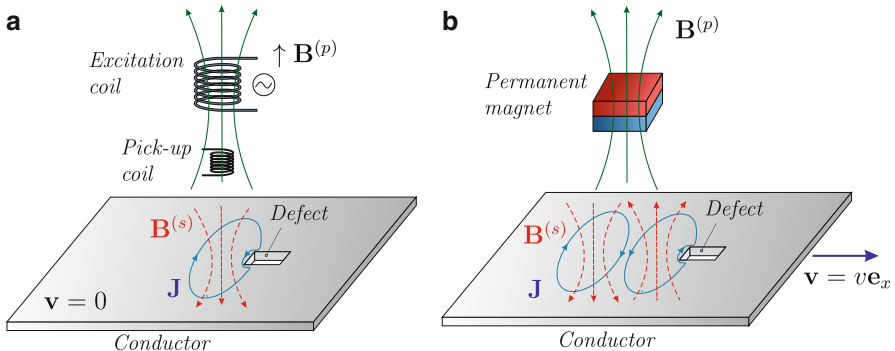 a
Excitation
coil
↑ B^(p)
Pick-up
coil
B^(s)
Defect
J
v = 0
Conductor
b
B^(p)
Permanent
magnet
B^(s)
Defect
J
v = ve_x
Conductor